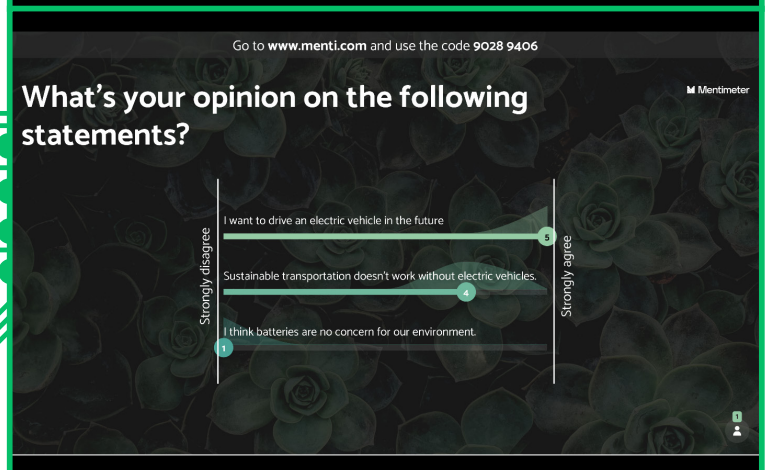 Go to www.menti.com and use the code 9028 9406
What's your opinion on the following
statements?
Mentimeter
Strongly disagree
I want to drive an electric vehicle in the future
5
Sustainable transportation doesn't work without electric vehicles.
4
I think batteries are no concern for our environment.
1
Strongly agree
1